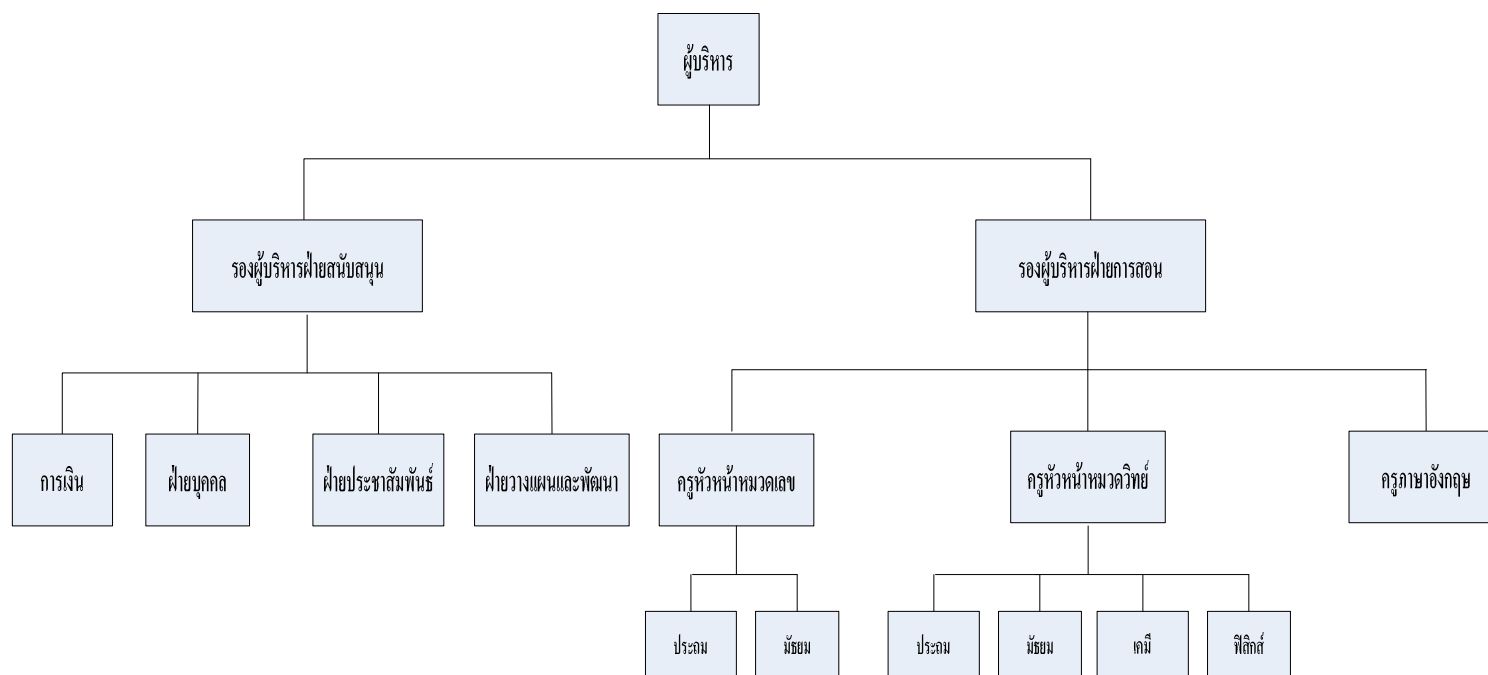 ผู้บริหาร
รองผู้บริหารฝ่ายสนับสนุน
รองผู้บริหารฝ่ายการสอน
การเงิน
ฝ่ายบุคคล
ฝ่ายประชาสัมพันธ์
ฝ่ายวางแผนและพัฒนา
ครูหัวหน้าหมวดเลข
ครูหัวหน้าหมวดวิทย์
ครูภาษาอังกฤษ
ประถม
มัธยม
ประถม
มัธยม
เคมี
ฟิสิกส์